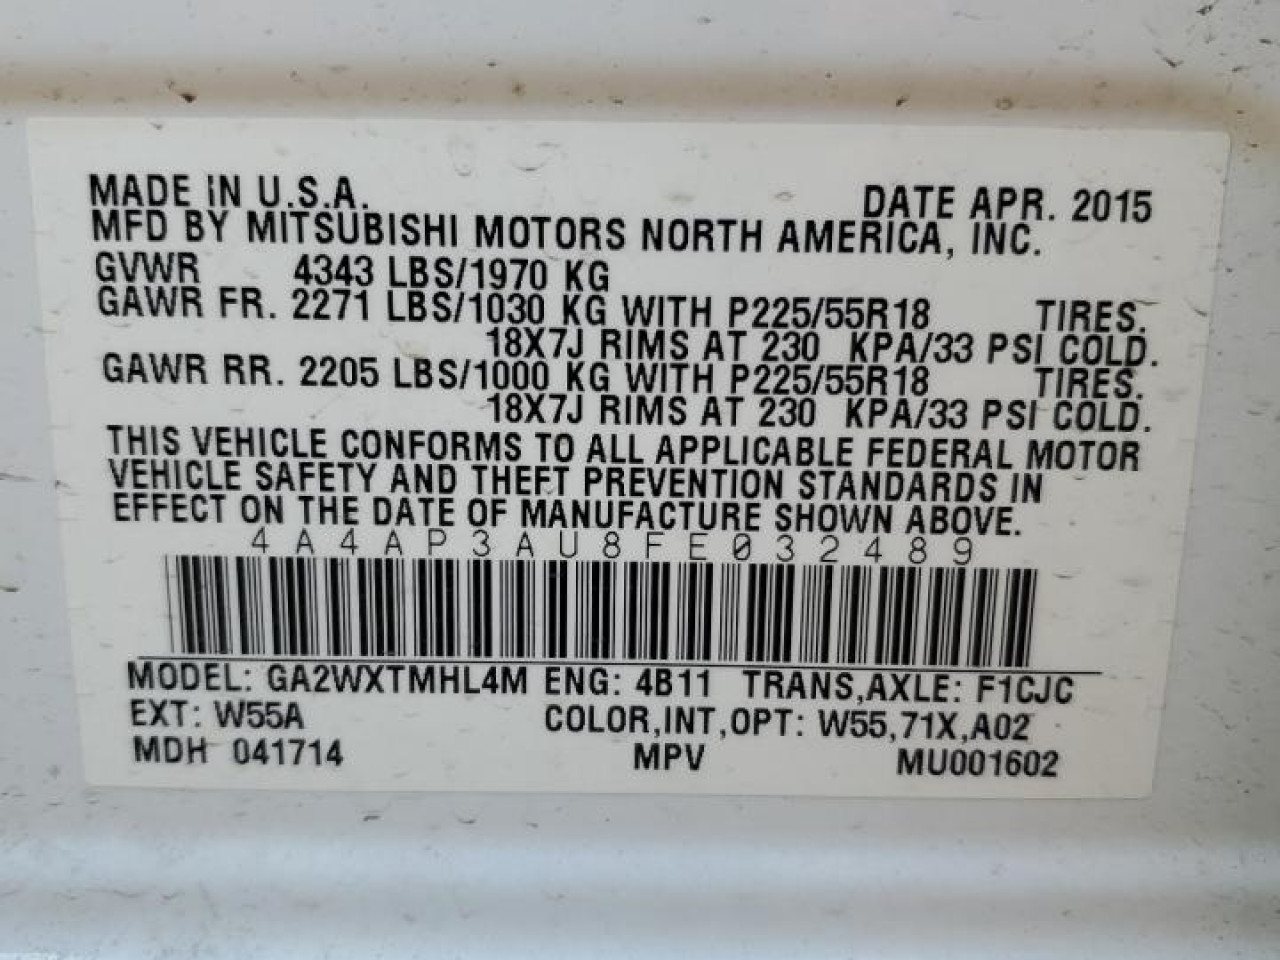 MADE IN U.S.A. DATE APR. 2015
MFD BY MITSUBISHI MOTORS NORTH AMERICA, INC.
GVWR 4343 LBS/1970 KG
GAWR FR. 2271 LBS/1030 KG WITH P225/55R18 TIRES.
18X7J RIMS AT 230 KPA/33 PSI COLD.
GAWR RR. 2205 LBS/1000 KG WITH P225/55R18 TIRES.
18X7J RIMS AT 230 KPA/33 PSI COLD.
THIS VEHICLE CONFORMS TO ALL APPLICABLE FEDERAL MOTOR
VEHICLE SAFETY AND THEFT PREVENTION STANDARDS IN
EFFECT ON THE DATE OF MANUFACTURE SHOWN ABOVE.
4A4AP3AU8FE032489
MODEL: GA2WXTMHL4M ENG: 4B11 TRANS,AXLE: F1CJC
EXT: W55A COLOR,INT,OPT: W55,71X,A02
MDH 041714 MPV MU001602